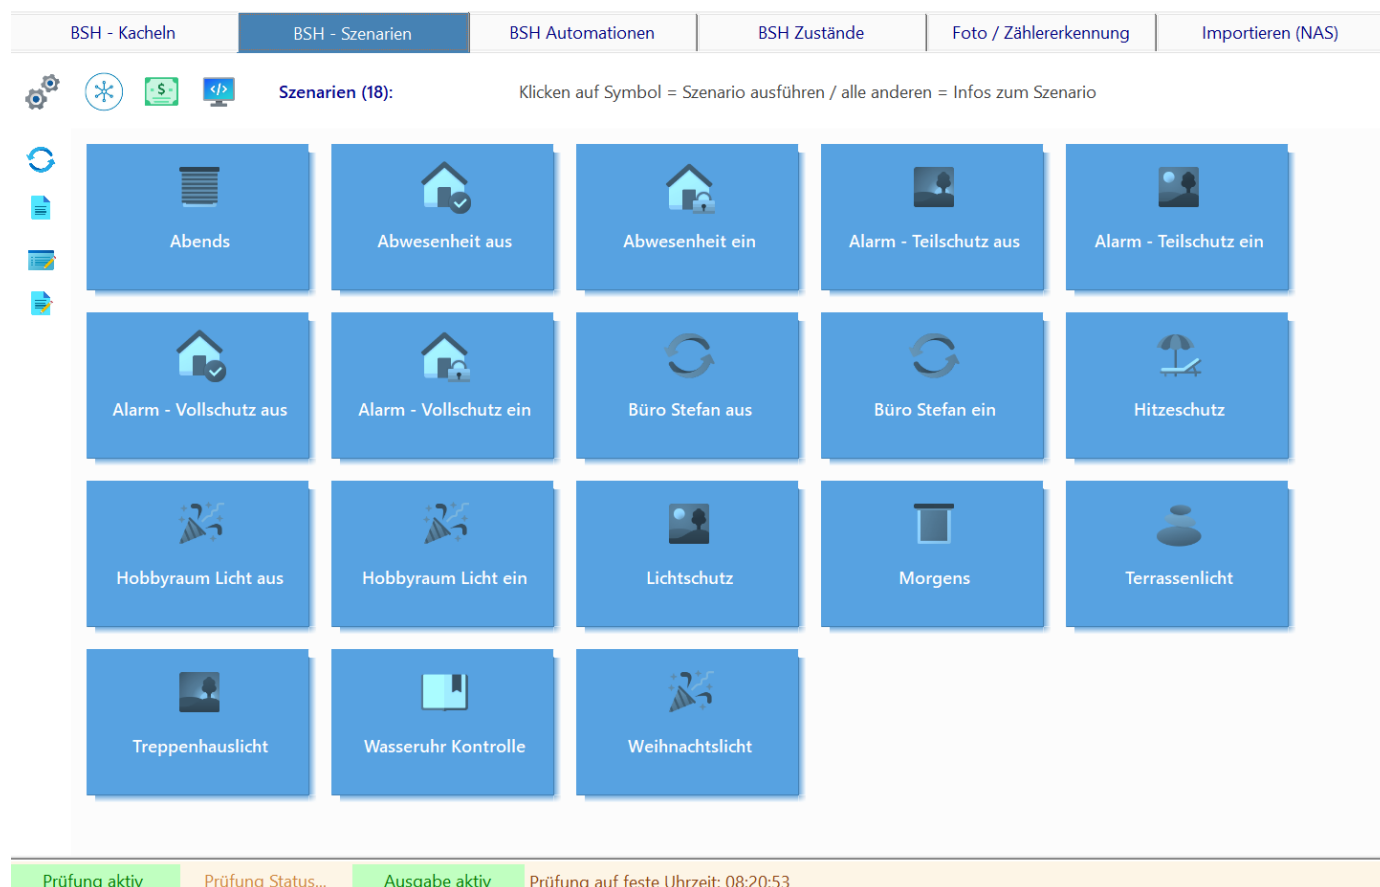 BSH - Kacheln BSH - Szenarien BSH Automationen BSH Zustände Foto / Zählererkennung Importieren (NAS)
Szenarien (18): Klicken auf Symbol = Szenario ausführen / alle anderen = Infos zum Szenario
Abends Abwesenheit aus Abwesenheit ein Alarm - Teilschutz aus Alarm - Teilschutz ein
Alarm - Vollschutz aus Alarm - Vollschutz ein Büro Stefan aus Büro Stefan ein Hitzeschutz
Hobbyraum Licht aus Hobbyraum Licht ein Lichtschutz Morgens Terrassenlicht
Treppenhauslicht Wasseruhr Kontrolle Weihnachtslicht
Prüfung aktiv Prüfung Status... Ausgabe aktiv Prüfung auf feste Uhrzeit: 08:20:53